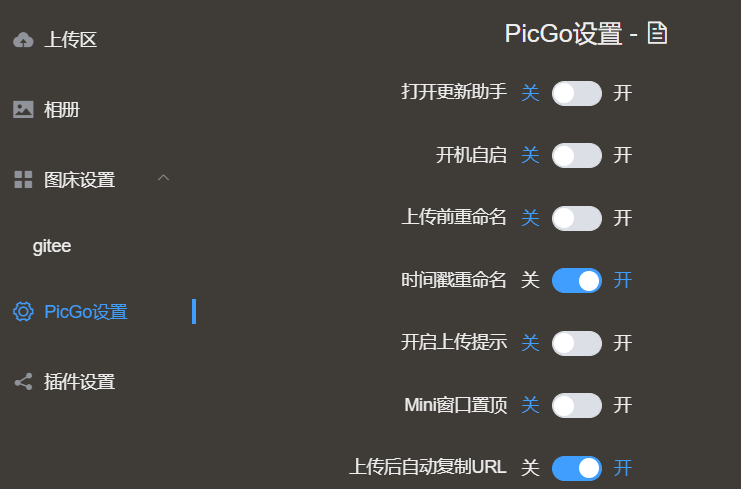 上传区
相册
图床设置
gitee
PicGo设置
插件设置
PicGo设置 -
打开更新助手 关 开
开机自启 关 开
上传前重命名 关 开
时间戳重命名 关 开
开启上传提示 关 开
Mini窗口置顶 关 开
上传后自动复制URL 关 开